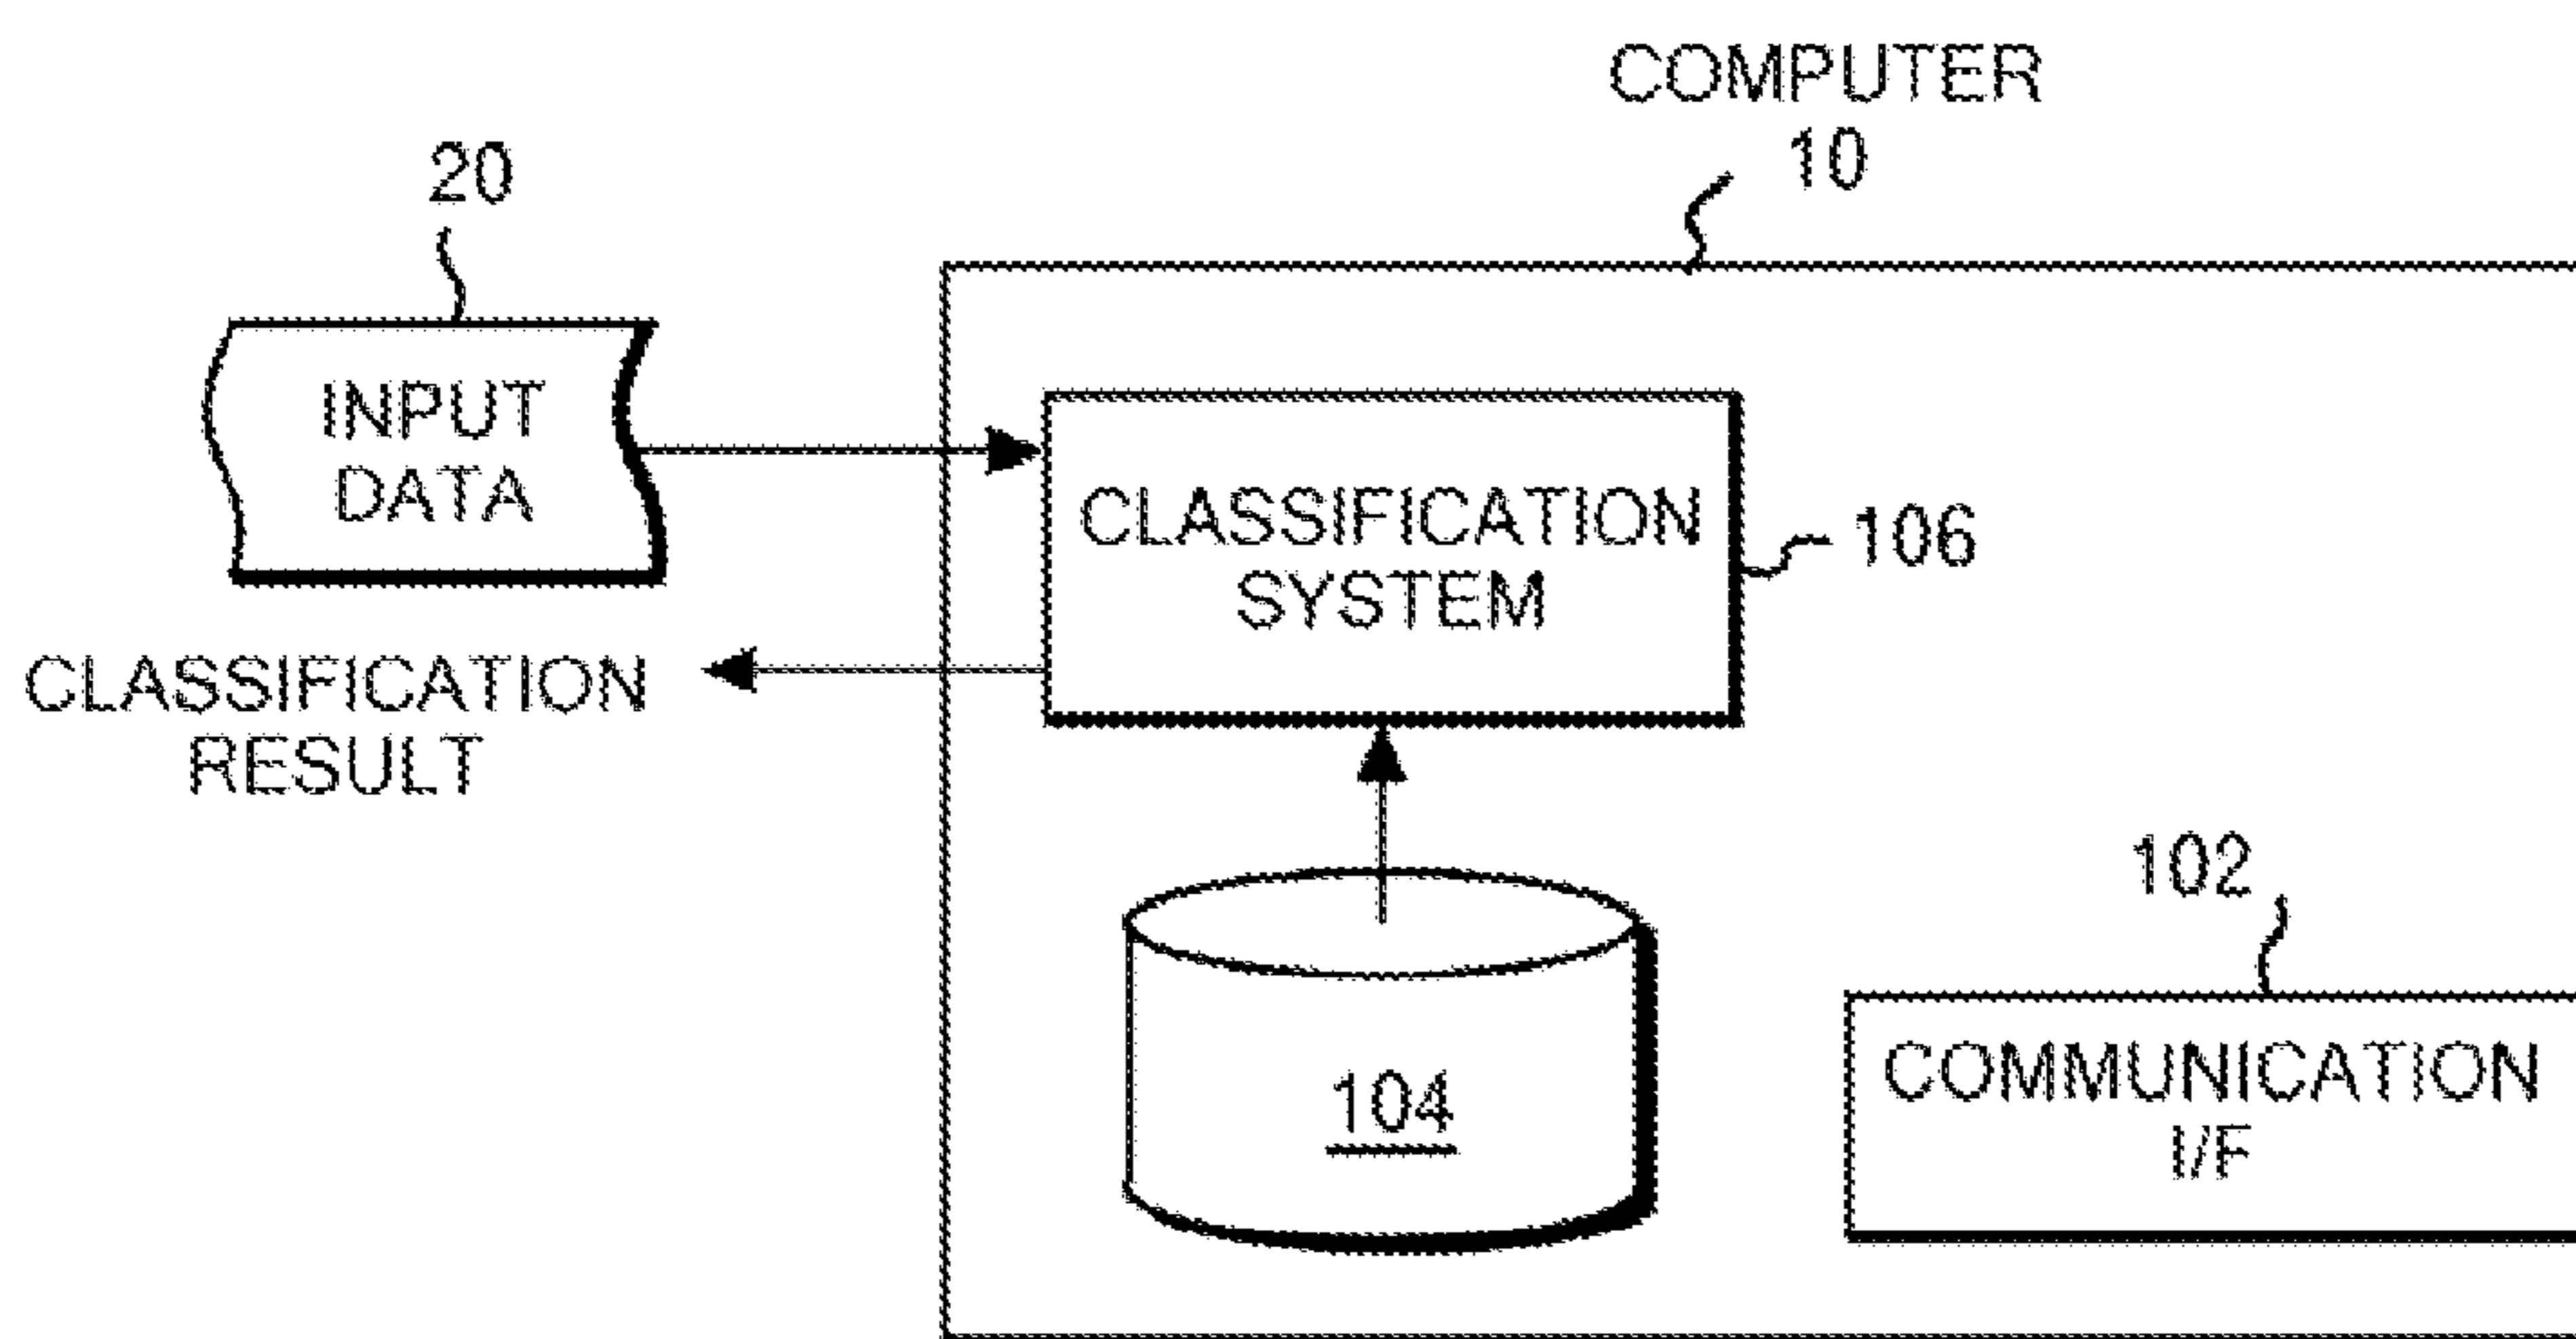 COMPUTER
10
20
INPUT
DATA
CLASSIFICATION
SYSTEM
106
CLASSIFICATION
RESULT
102
104
COMMUNICATION
I/F